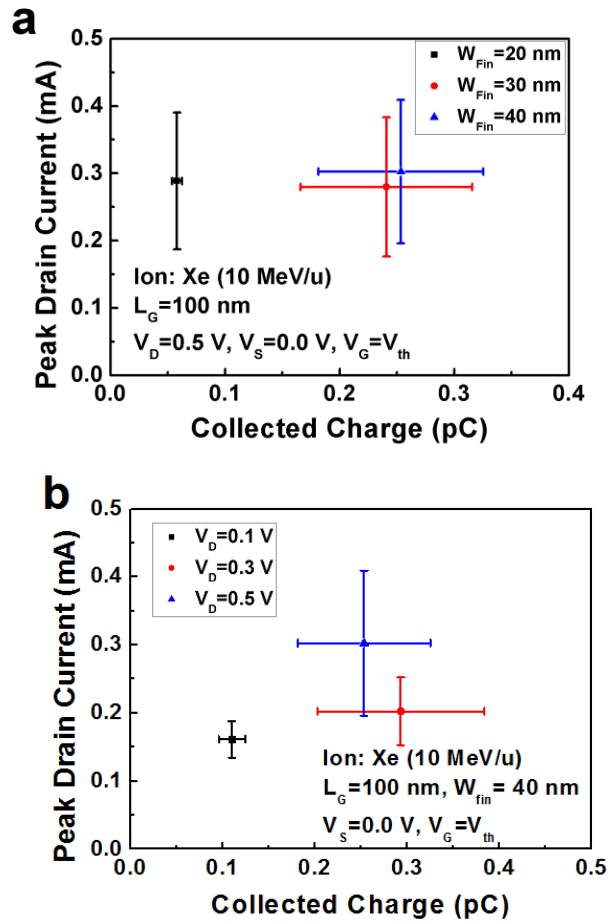 a
0.5
0.4
0.3
0.2
0.1
0.0
Peak Drain Current (mA)
W_Fin=20 nm
W_Fin=30 nm
W_Fin=40 nm
Ion: Xe (10 MeV/u)
L_G=100 nm
V_D=0.5 V, V_S=0.0 V, V_G=V_th
0.0 0.1 0.2 0.3 0.4
Collected Charge (pC)
b
0.5
0.4
0.3
0.2
0.1
0.0
Peak Drain Current (mA)
V_D=0.1 V
V_D=0.3 V
V_D=0.5 V
Ion: Xe (10 MeV/u)
L_G=100 nm, W_fin= 40 nm
V_S=0.0 V, V_G=V_th
0.0 0.1 0.2 0.3 0.4 0.5
Collected Charge (pC)